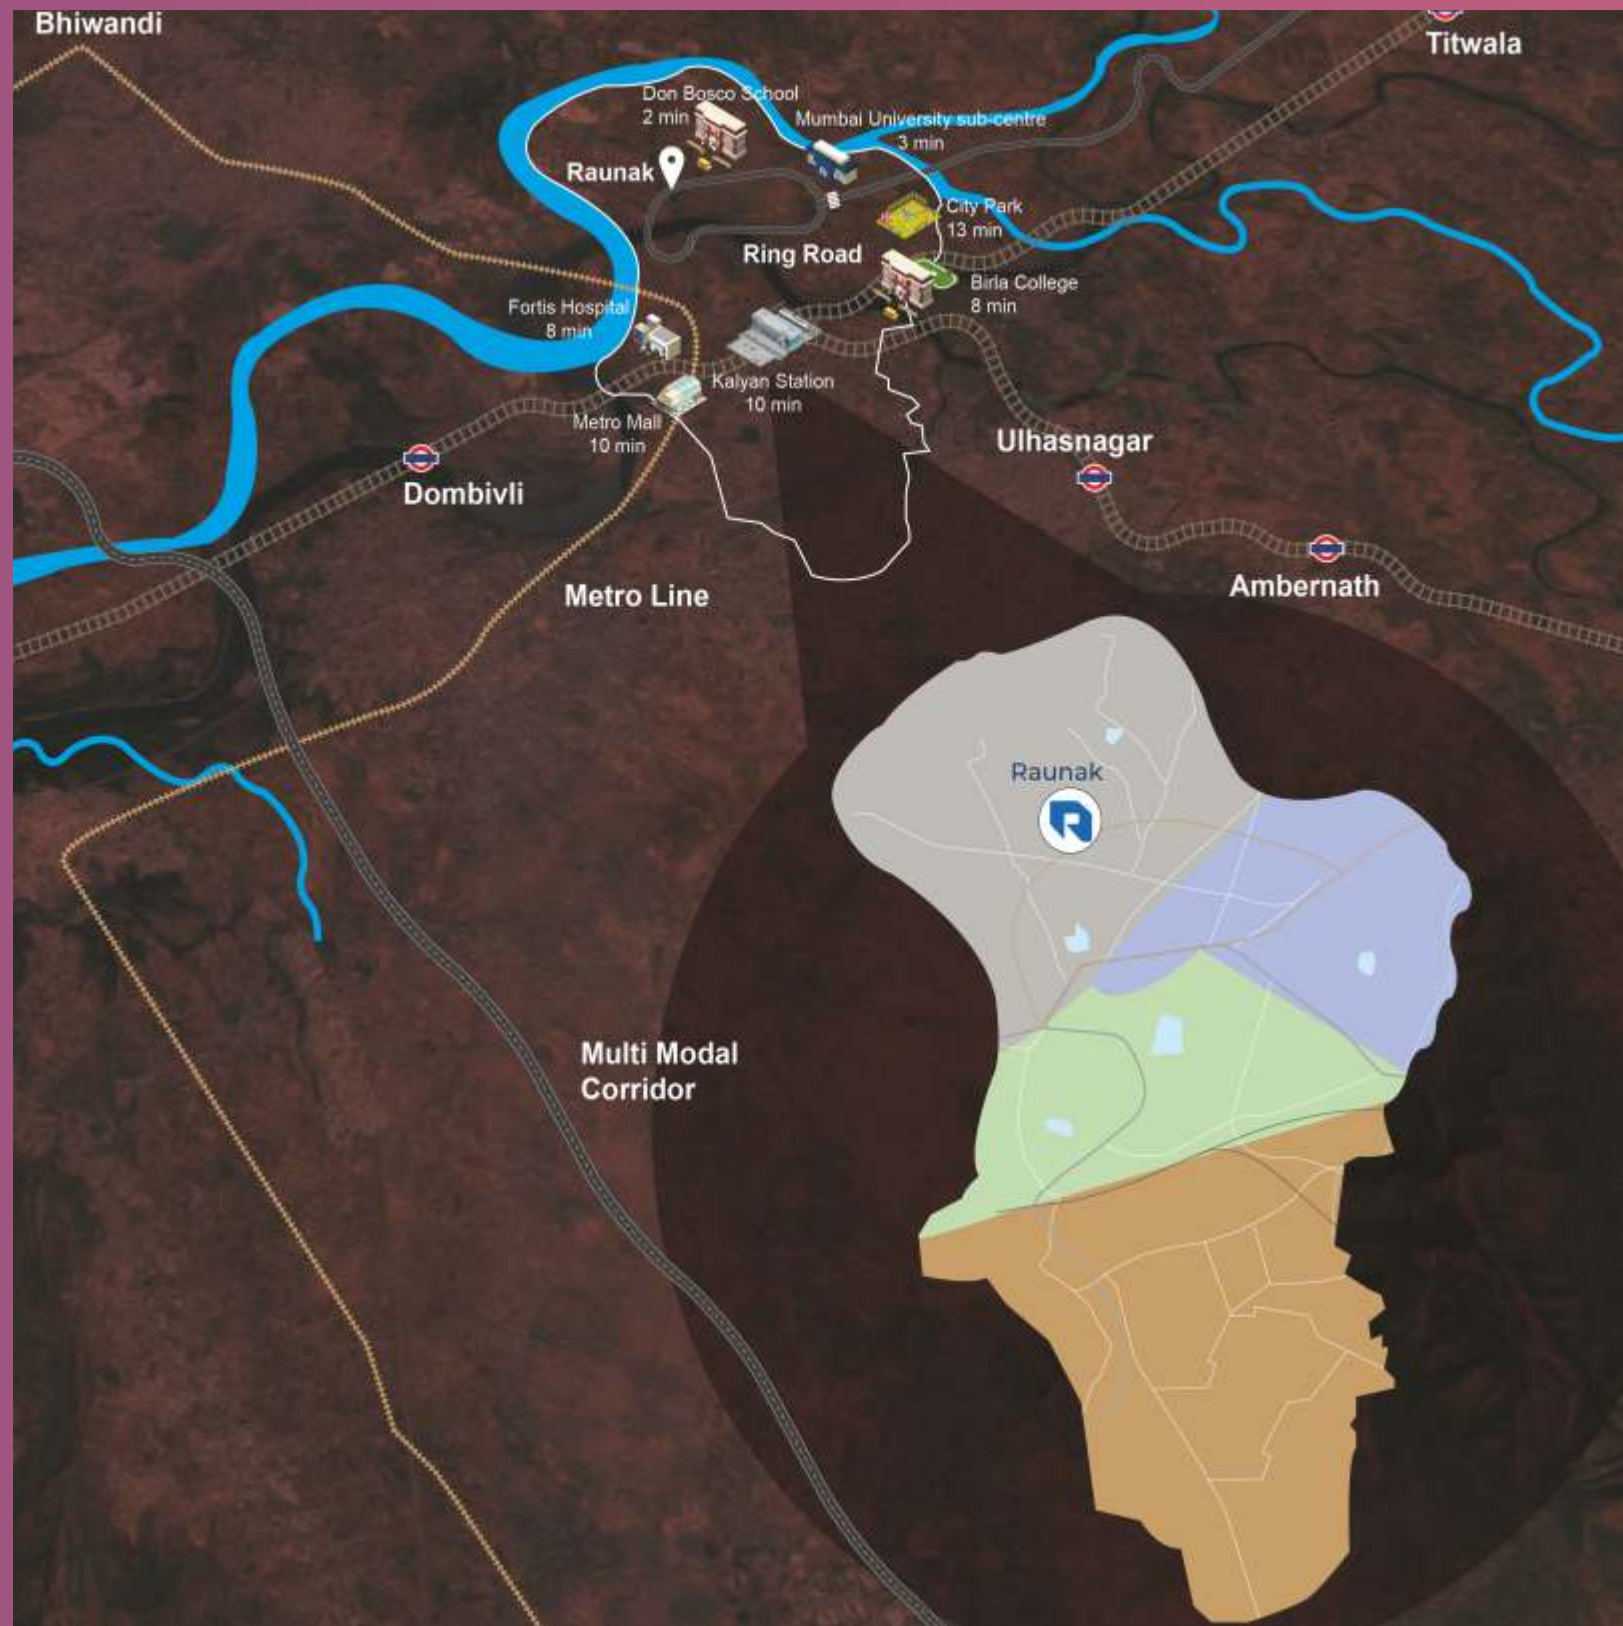 Bhiwandi
Titwala
Don Bosco School
2 min
Mumbai University sub-centre
3 min
Raunak
City Park
13 min
Ring Road
Birla College
8 min
Fortis Hospital
8 min
Kalyan Station
10 min
Metro Mall
10 min
Ulhasnagar
Dombivli
Ambernath
Metro Line
Raunak
Multi Modal
Corridor